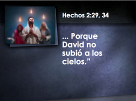 Hechos 2:29, 34
... Porque
David no
subió a los
cielos."